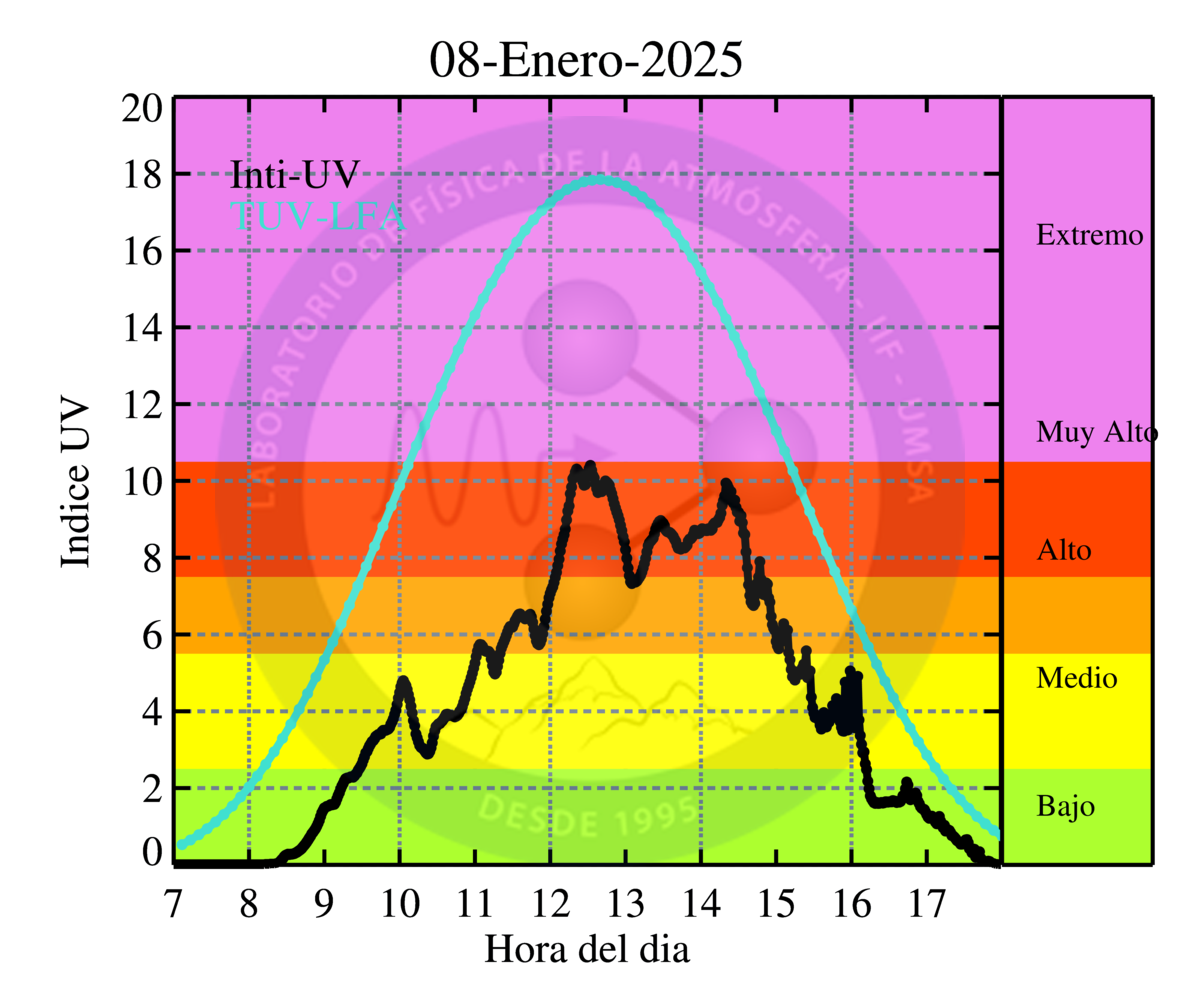 08-Enero-2025
20
18
16
14
12
10
8
6
4
2
0
Indice UV
Inti-UV
TUV-LFA
LABORATORIO DE FÍSICA DE LA ATMÓSFERA - IIF - UMSA
DESDE 1995
Extremo
Muy Alto
Alto
Medio
Bajo
7 8 9 10 11 12 13 14 15 16 17
Hora del dia